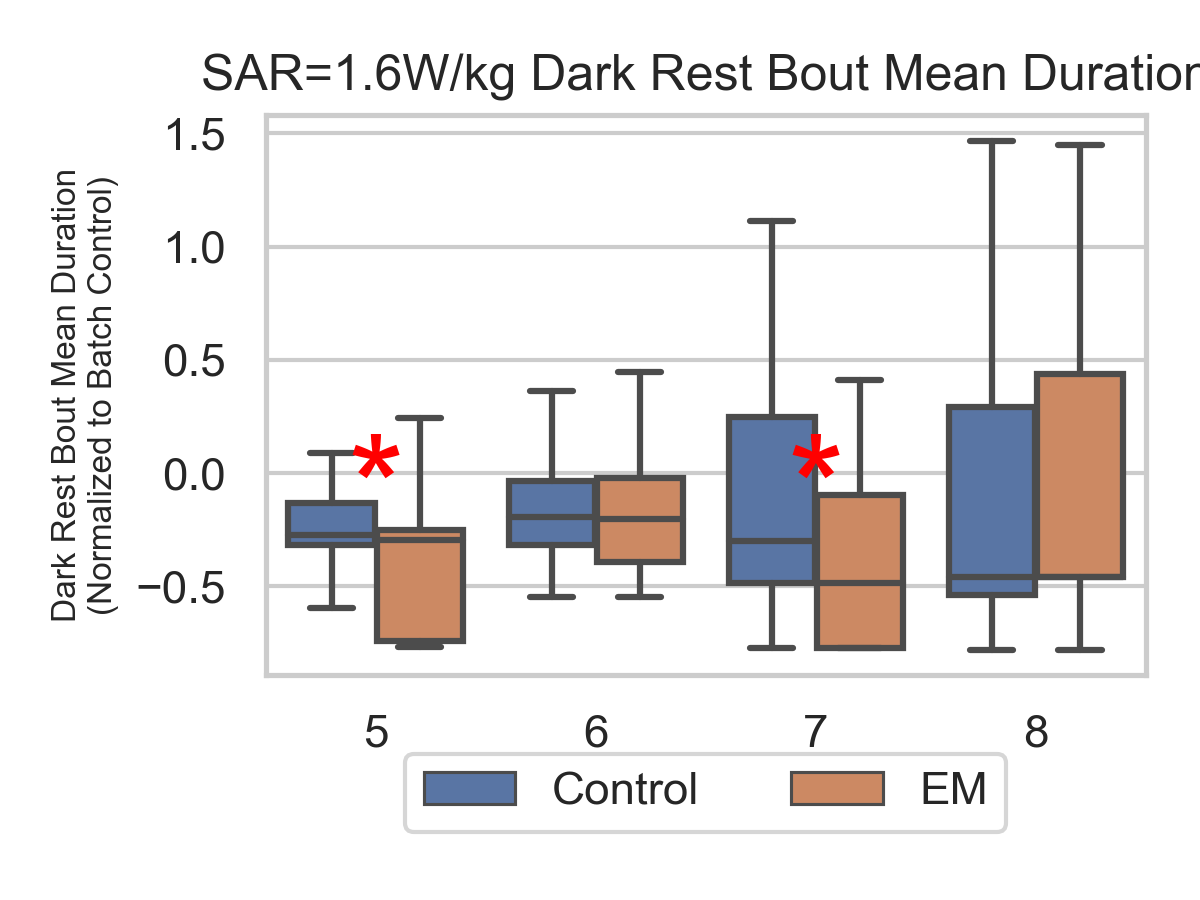 SAR=1.6W/kg Dark Rest Bout Mean Duration
Dark Rest Bout Mean Duration
(Normalized to Batch Control)
1.5
1.0
0.5
0.0
−0.5
*
*
5
6
7
8
Control
EM